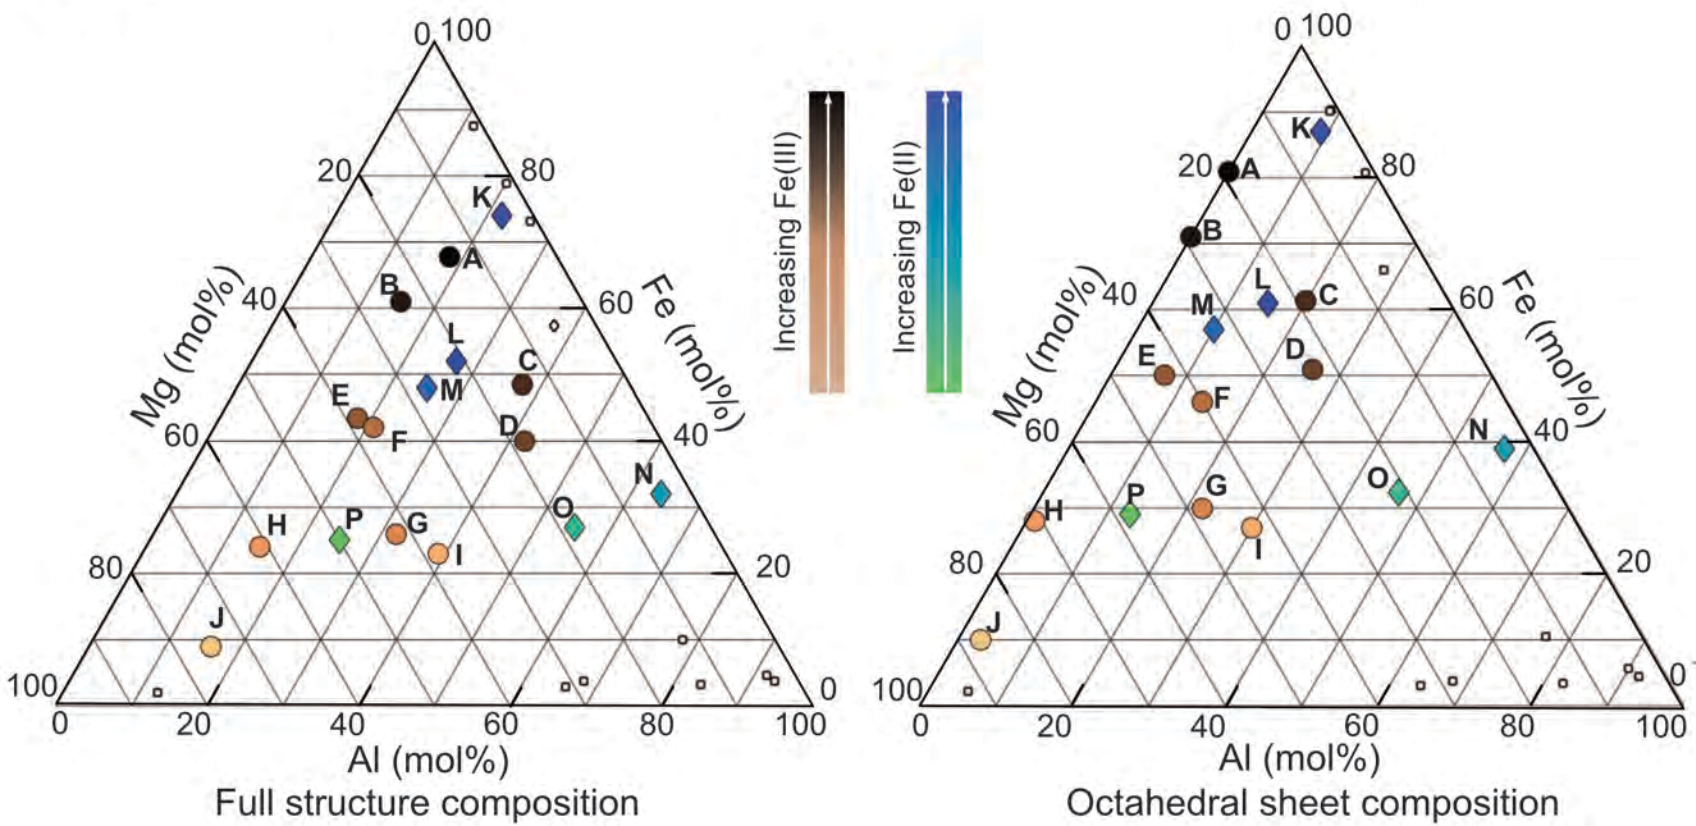 0 100
20
80
K
A
B
40
60
Mg (mol%)
Fe (mol%)
L
C
M
E
F
D
60
40
N
O
H
P
G
I
80
20
J
100
0
0 20 40 60 80 100
Al (mol%)
Full structure composition
Increasing Fe(III)
Increasing Fe(II)
0 100
K
20
A
80
B
40
60
Mg (mol%)
Fe (mol%)
M
L
C
E
D
F
60
N
40
O
P
G
H
I
80
20
J
100
0
0 20 40 60 80 100
Al (mol%)
Octahedral sheet composition